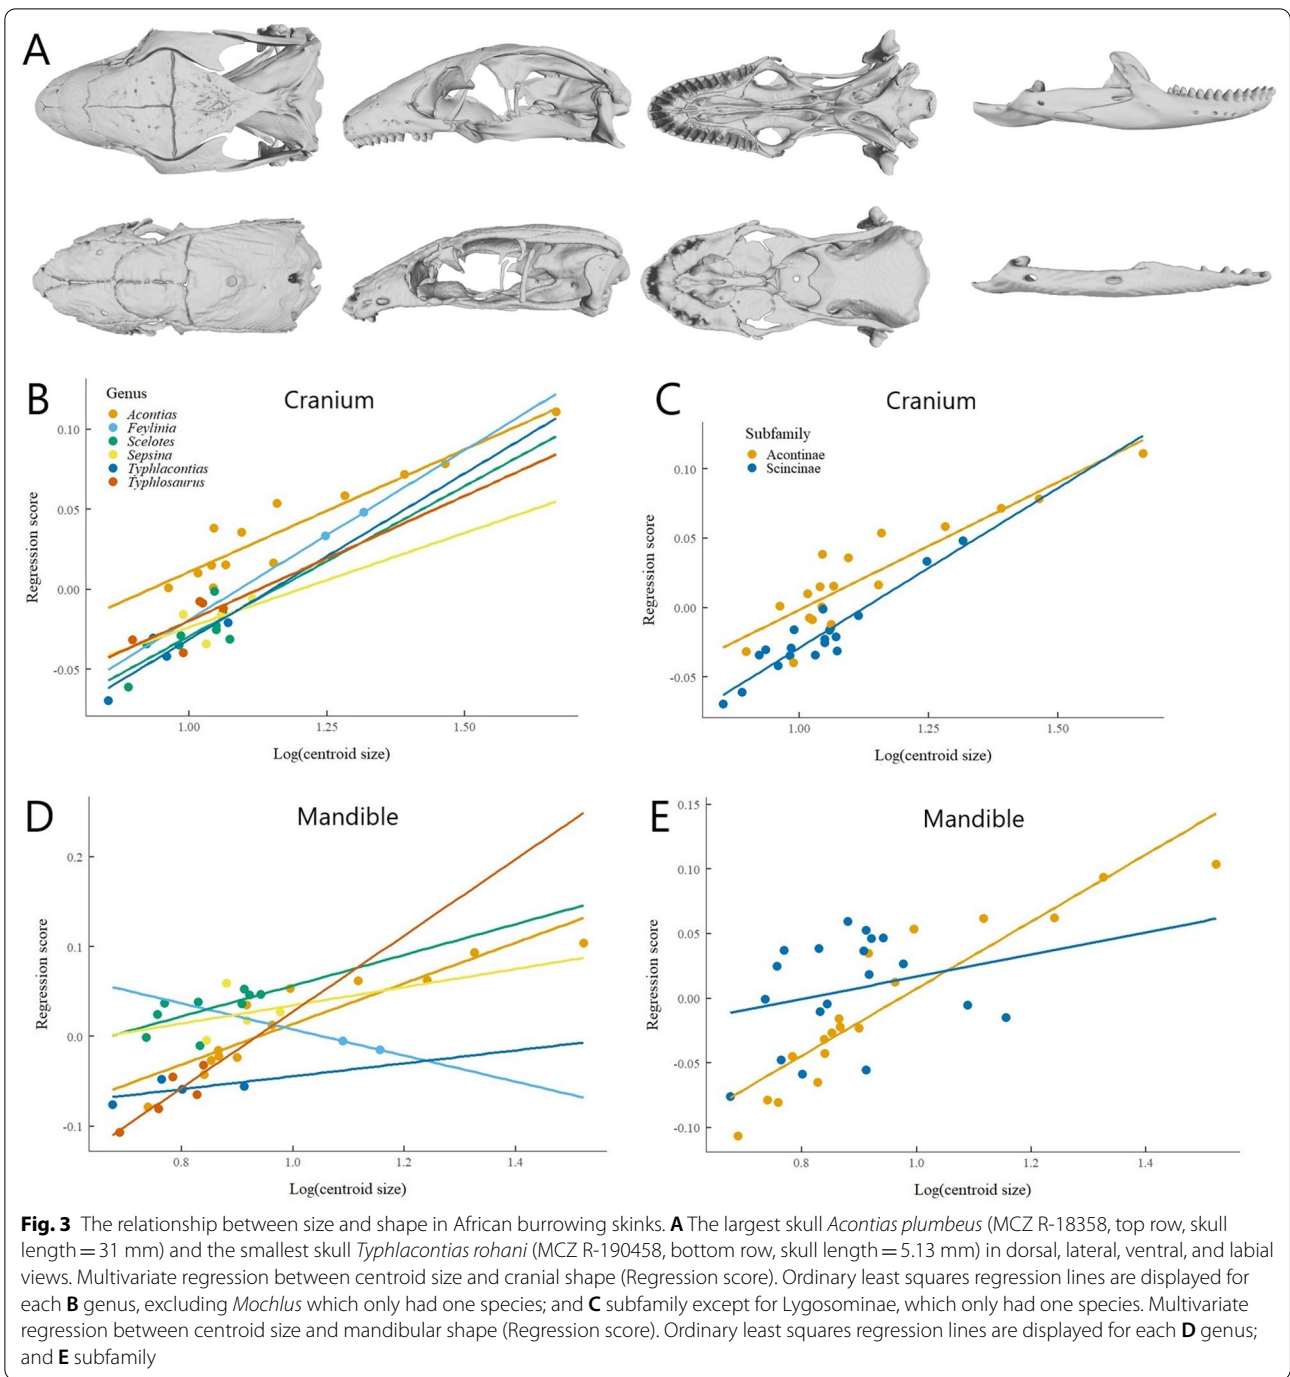 A
B
Cranium
Genus
Acontias
Feylinia
Scelotes
Sepsina
Typhlacontias
Typhlosaurus
Regression score
0.10
0.05
0.00
-0.05
1.00
1.25
1.50
Log(centroid size)
C
Cranium
Subfamily
Acontinae
Scincinae
Regression score
0.10
0.05
0.00
-0.05
1.00
1.25
1.50
Log(centroid size)
D
Mandible
Regression score
0.2
0.1
0.0
-0.1
0.8
1.0
1.2
1.4
Log(centroid size)
E
Mandible
Regression score
0.15
0.10
0.05
0.00
-0.05
-0.10
0.8
1.0
1.2
1.4
Log(centroid size)
Fig. 3 The relationship between size and shape in African burrowing skinks. A The largest skull Acontias plumbeus (MCZ R-18358, top row, skull
length = 31 mm) and the smallest skull Typhlacontias rohani (MCZ R-190458, bottom row, skull length = 5.13 mm) in dorsal, lateral, ventral, and labial
views. Multivariate regression between centroid size and cranial shape (Regression score). Ordinary least squares regression lines are displayed for
each B genus, excluding Mochlus which only had one species; and C subfamily except for Lygosominae, which only had one species. Multivariate
regression between centroid size and mandibular shape (Regression score). Ordinary least squares regression lines are displayed for each D genus;
and E subfamily